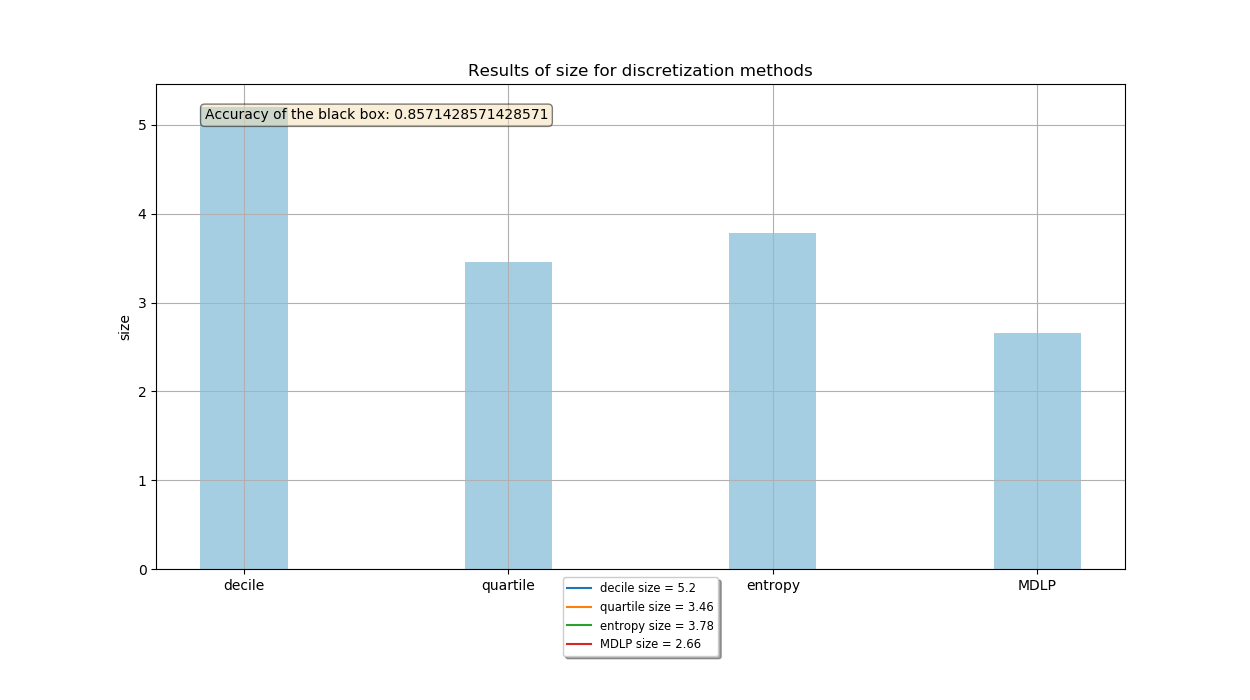 Results of size for discretization methods
Accuracy of the black box: 0.8571428571428571
5
4
3
2
1
0
size
decile
quartile
entropy
MDLP
decile size = 5.2
quartile size = 3.46
entropy size = 3.78
MDLP size = 2.66